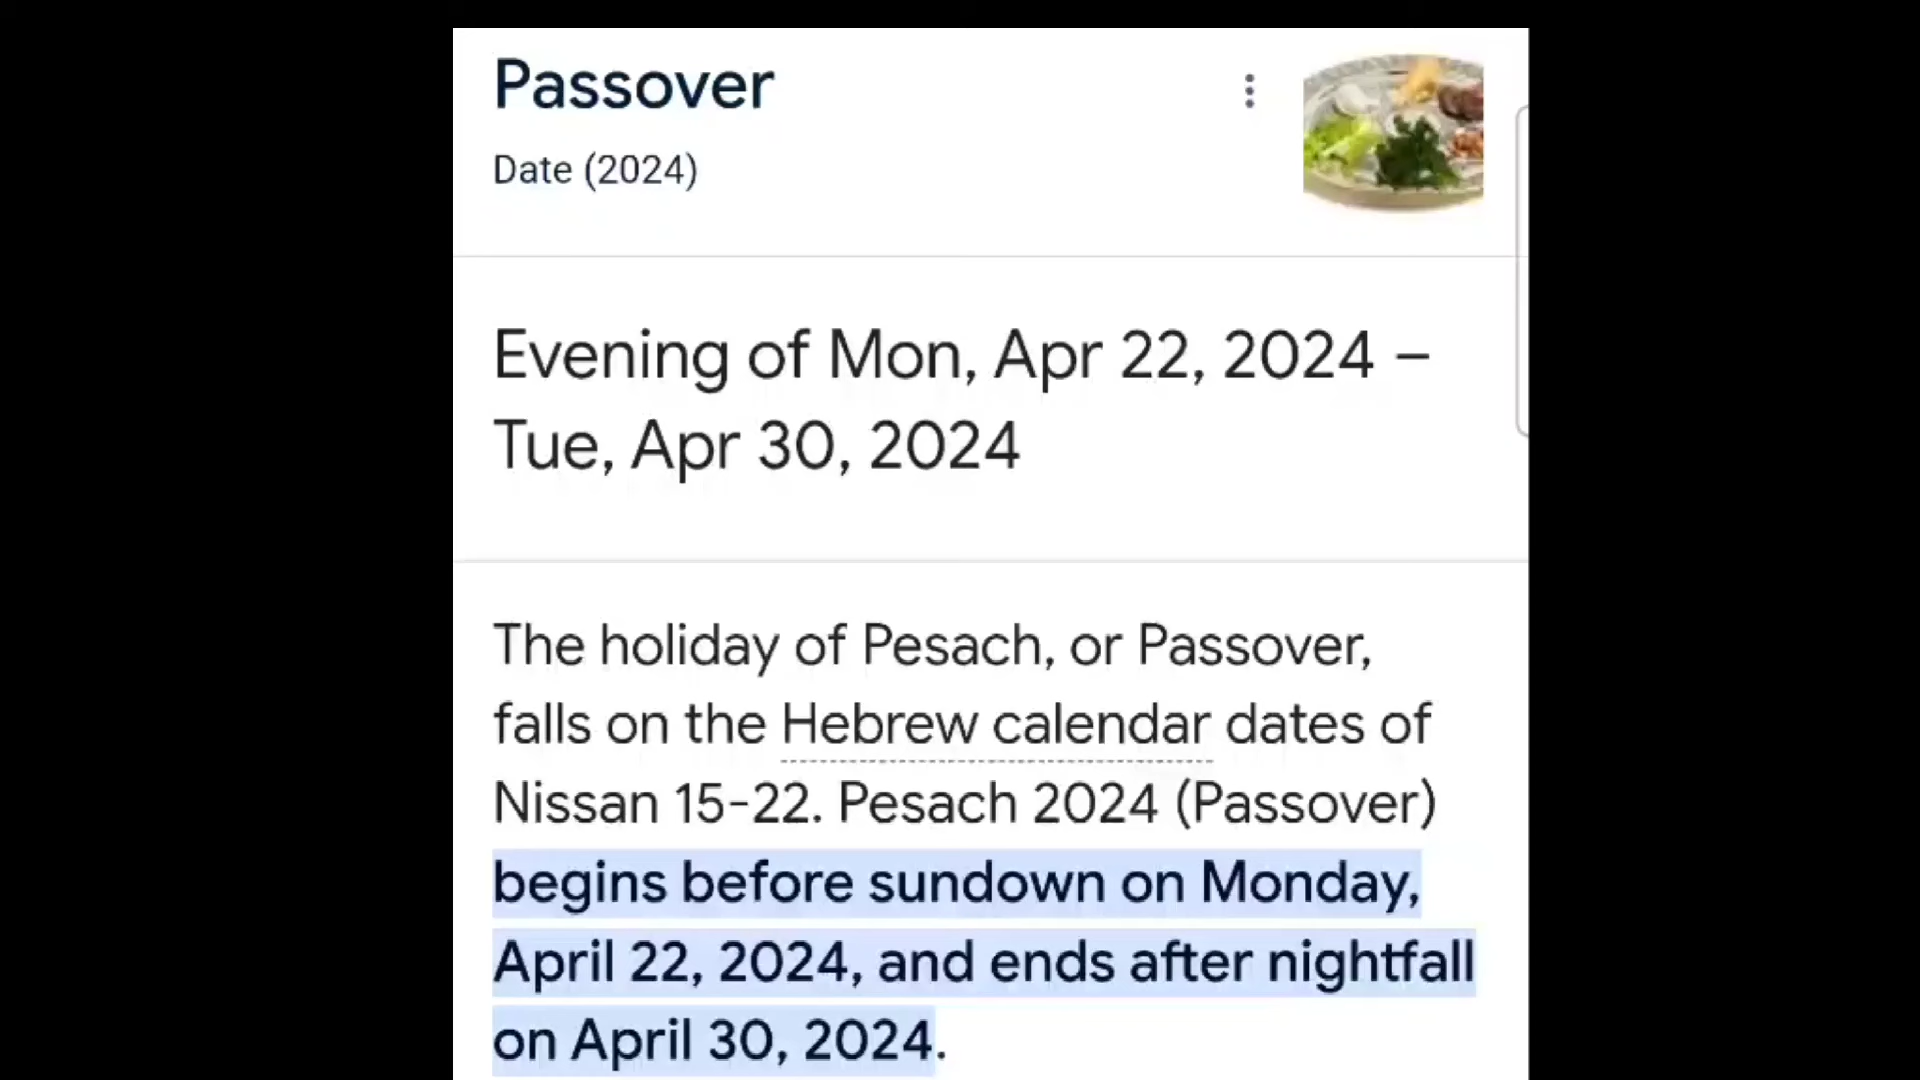 Passover
Date (2024)
Evening of Mon, Apr 22, 2024 –
Tue, Apr 30, 2024
The holiday of Pesach, or Passover,
falls on the Hebrew calendar dates of
Nissan 15-22. Pesach 2024 (Passover)
begins before sundown on Monday,
April 22, 2024, and ends after nightfall
on April 30, 2024.